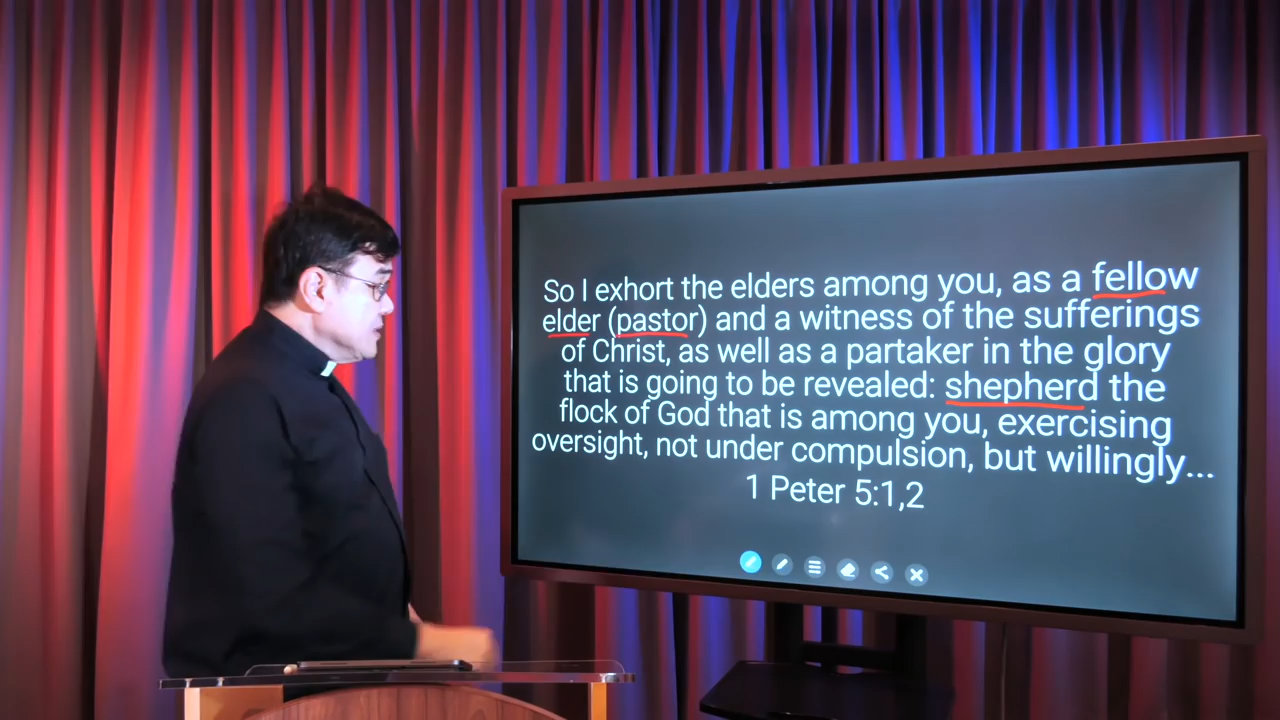 So I exhort the elders among you, as a fellow
elder (pastor) and a witness of the sufferings
of Christ, as well as a partaker in the glory
that is going to be revealed: shepherd the
flock of God that is among you, exercising
oversight, not under compulsion, but willingly...
1 Peter 5:1,2